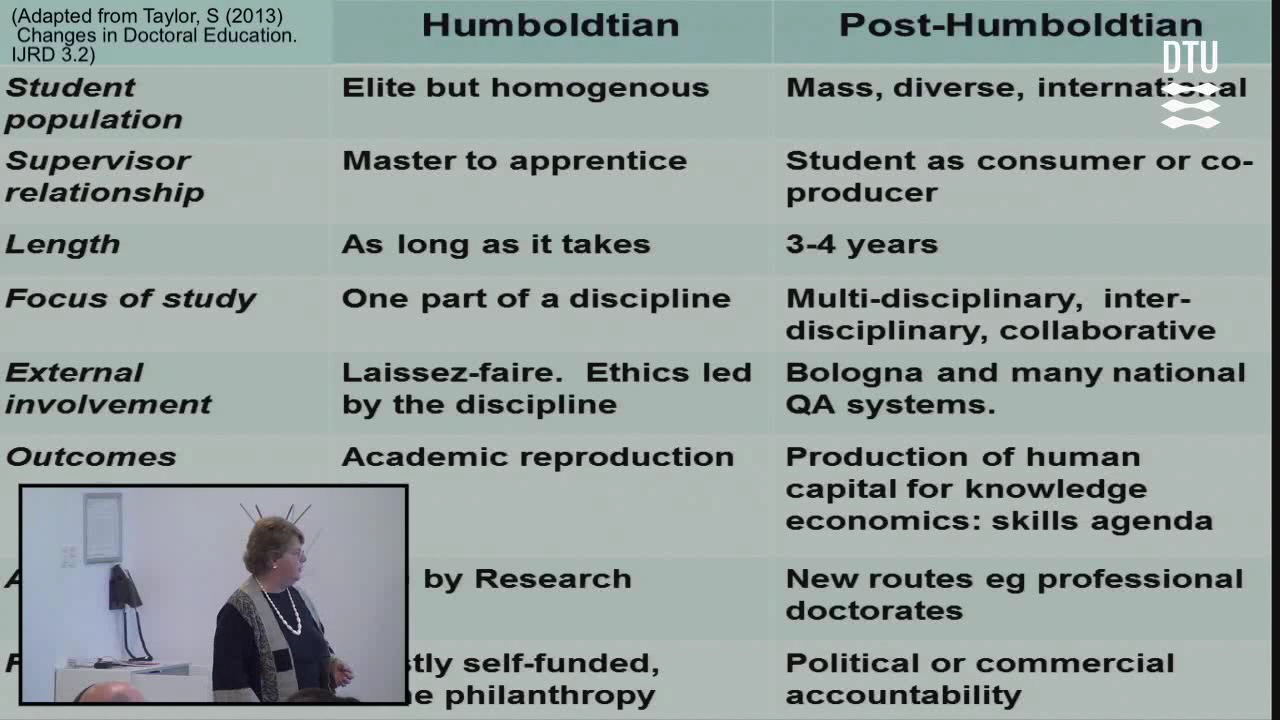 (Adapted from Taylor, S (2013)
Changes in Doctoral Education.
IJRD 3.2)
Humboldtian
Post-Humboldtian
DTU
Student
population
Elite but homogenous
Mass, diverse, international
Supervisor
relationship
Master to apprentice
Student as consumer or co-
producer
Length
As long as it takes
3-4 years
Focus of study
One part of a discipline
Multi-disciplinary, inter-
disciplinary, collaborative
External
involvement
Laissez-faire. Ethics led
by the discipline
Bologna and many national
QA systems.
Outcomes
Academic reproduction
Production of human
capital for knowledge
economics: skills agenda
by Research
New routes eg professional
doctorates
self-funded,
philanthropy
Political or commercial
accountability